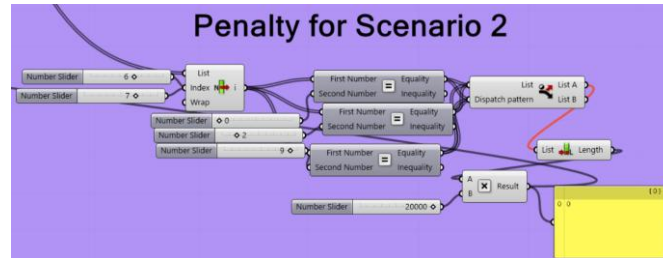 Penalty for Scenario 2
Number Slider 6
Number Slider 7
List
Index
Wrap
i
Number Slider 0
Number Slider 2
Number Slider 9
First Number = Equality
Second Number Inequality
First Number = Equality
Second Number Inequality
First Number = Equality
Second Number Inequality
List List A
Dispatch pattern List B
List Length
A
B
× Result
Number Slider 20000
{0}
0 0